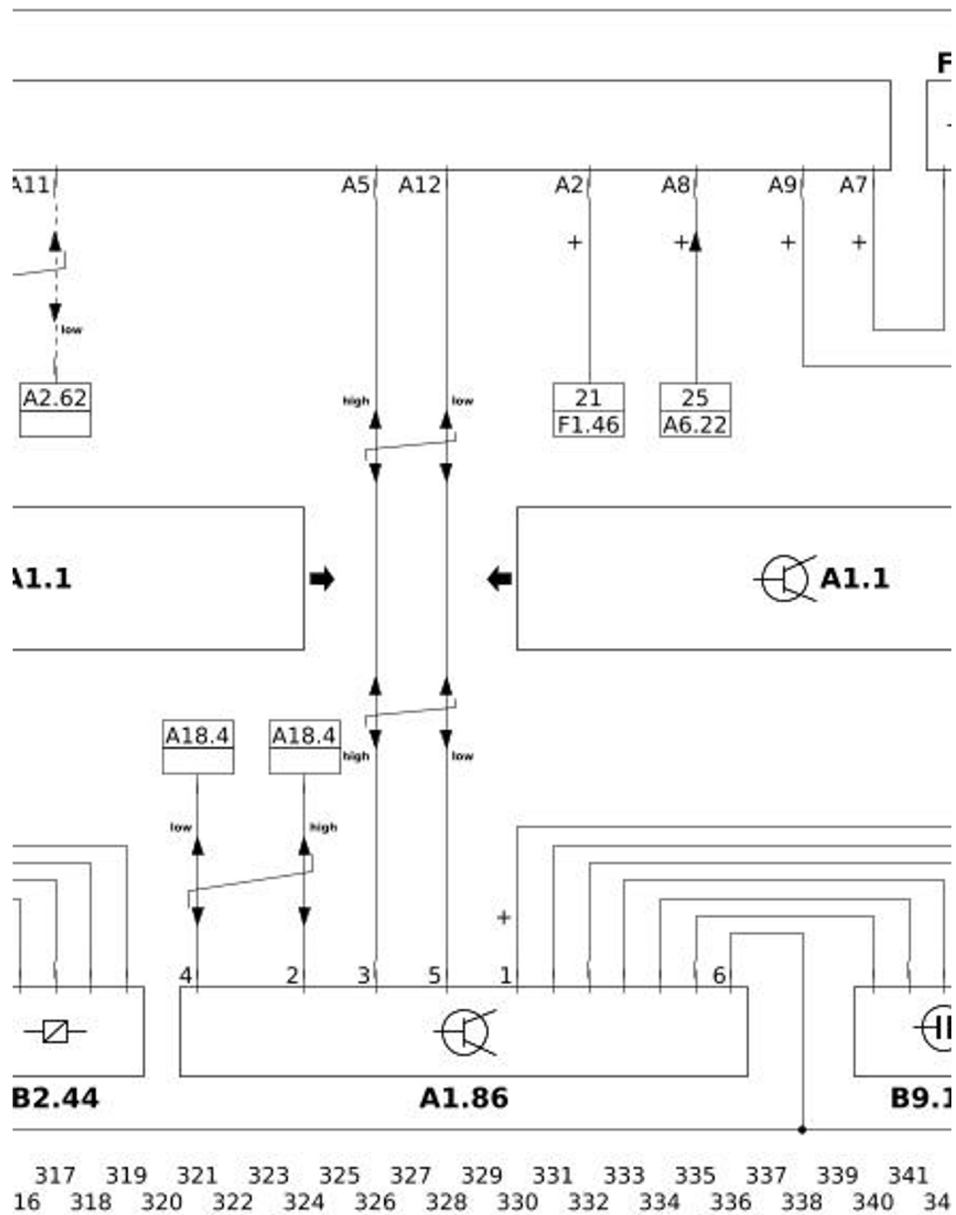 F
A11 A5 A12 A2 A8 A9 A7
+ + + +
low
A2.62
high low
21 25
F1.46 A6.22
A1.1 A1.1
A18.4 A18.4
high low
low high
+
4 2 3 5 1 6
B2.44 A1.86 B9.1
317 319 321 323 325 327 329 331 333 335 337 339 341
16 318 320 322 324 326 328 330 332 334 336 338 340 34